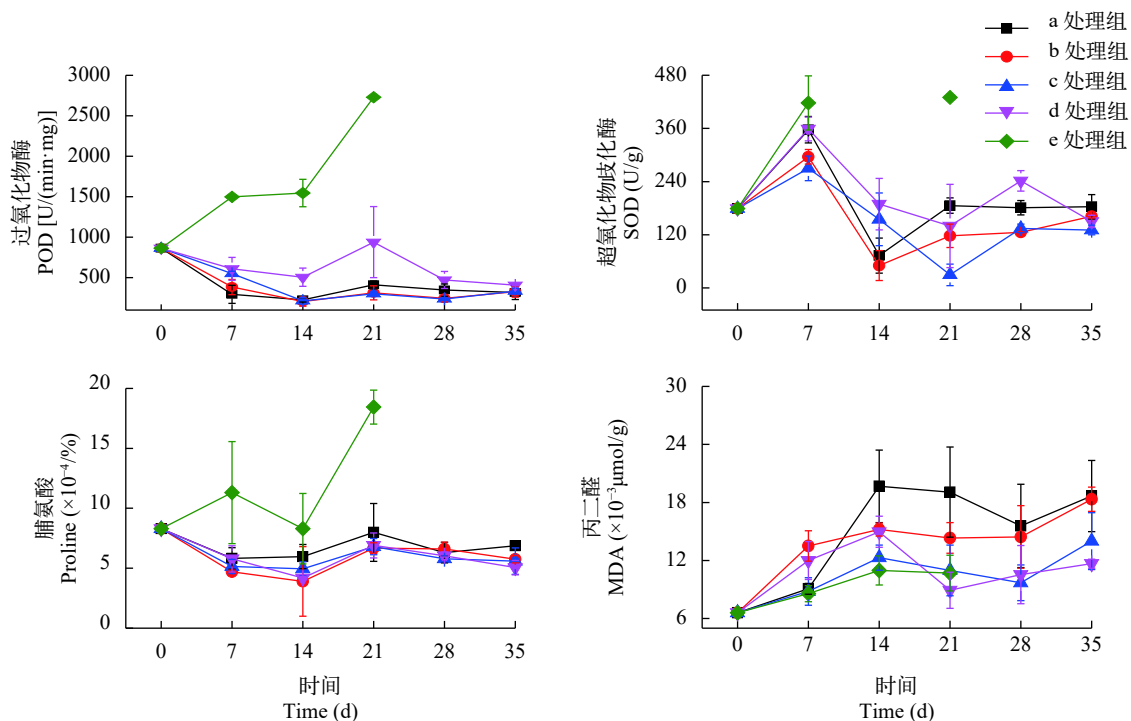 a 处理组
b 处理组
c 处理组
d 处理组
e 处理组
过氧化物酶
POD [U/(min·mg)]
3000
2500
2000
1500
1000
500
0 7 14 21 28 35
超氧化物歧化酶
SOD (U/g)
480
360
240
120
0
0 7 14 21 28 35
脯氨酸
Proline (×10⁻⁴/%)
20
15
10
5
0
0 7 14 21 28 35
时间
Time (d)
丙二醛
MDA (×10⁻³μmol/g)
30
24
18
12
6
0 7 14 21 28 35
时间
Time (d)